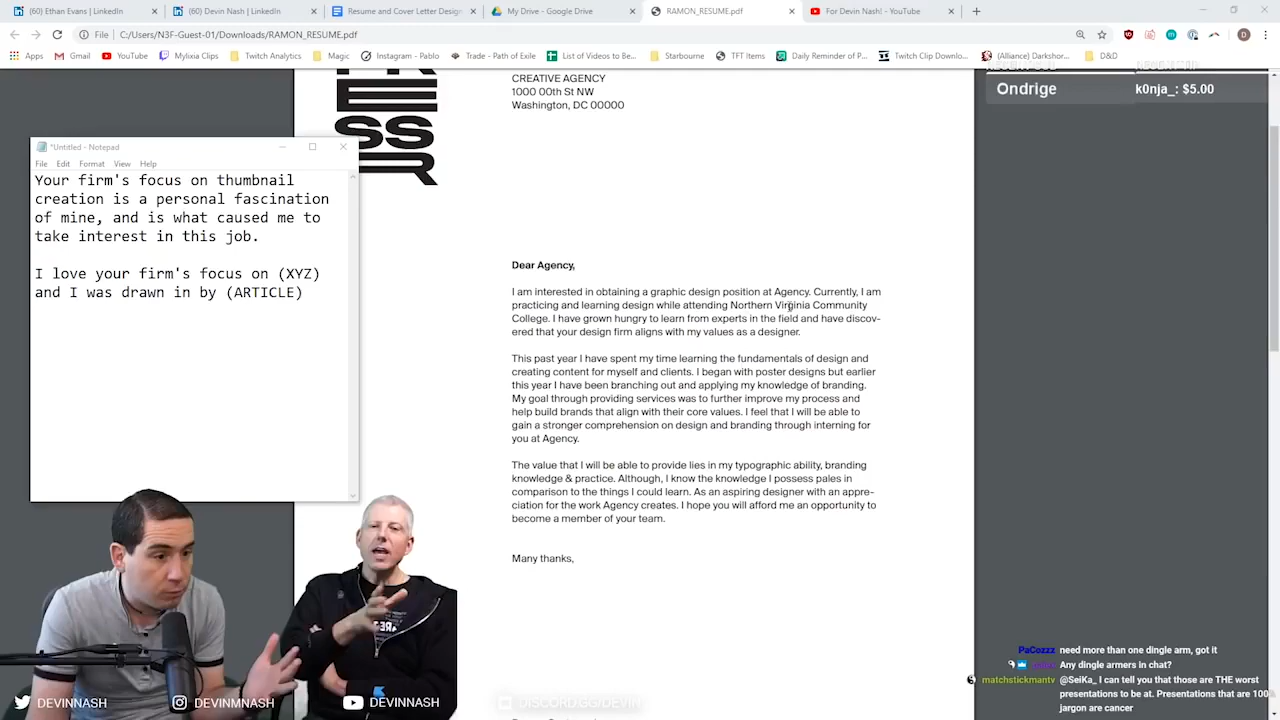 (60) Ethan Evans | LinkedIn
(60) Devin Nash | LinkedIn
Resume and Cover Letter Design
My Drive - Google Drive
RAMON_RESUME.pdf
For Devin Nash! - YouTube
File | C:/Users/N3F-Guest-01/Downloads/RAMON_RESUME.pdf
Apps
Gmail
YouTube
Mylixia Clips
Twitch Analytics
Magic
Instagram - Pablo
Trade - Path of Exile
List of Videos to Be...
Starbourne
TFT Items
Daily Reminder of P...
Twitch Clip Downlo...
(Alliance) Darkshor...
D&D
CREATIVE AGENCY
1000 00th St NW
Washington, DC 00000
Ondrige
k0nja_: $5.00
*Untitled - Notepad
File Edit Format View Help
Your firm's focus on thumbnail
creation is a personal fascination
of mine, and is what caused me to
take interest in this job.
I love your firm's focus on (XYZ)
and I was drawn in by (ARTICLE)
Dear Agency,
I am interested in obtaining a graphic design position at Agency. Currently, I am
practicing and learning design while attending Northern Virginia Community
College. I have grown hungry to learn from experts in the field and have discov-
ered that your design firm aligns with my values as a designer.
This past year I have spent my time learning the fundamentals of design and
creating content for myself and clients. I began with poster designs but earlier
this year I have been branching out and applying my knowledge of branding.
My goal through providing services was to further improve my process and
help build brands that align with their core values. I feel that I will be able to
gain a stronger comprehension on design and branding through interning for
you at Agency.
The value that I will be able to provide lies in my typographic ability, branding
knowledge & practice. Although, I know the knowledge I possess pales in
comparison to the things I could learn. As an aspiring designer with an appre-
ciation for the work Agency creates. I hope you will afford me an opportunity to
become a member of your team.
Many thanks,
PaCozzz need more than one dingle arm, got it
Any dingle armers in chat?
matchstickmantv @SeiKa_ I can tell you that those are THE worst
presentations to be at. Presentations that are 100
jargon are cancer
DEVINNASH
DEVINMNASH
DEVINNASH
DISCORD.GG/DEVIN